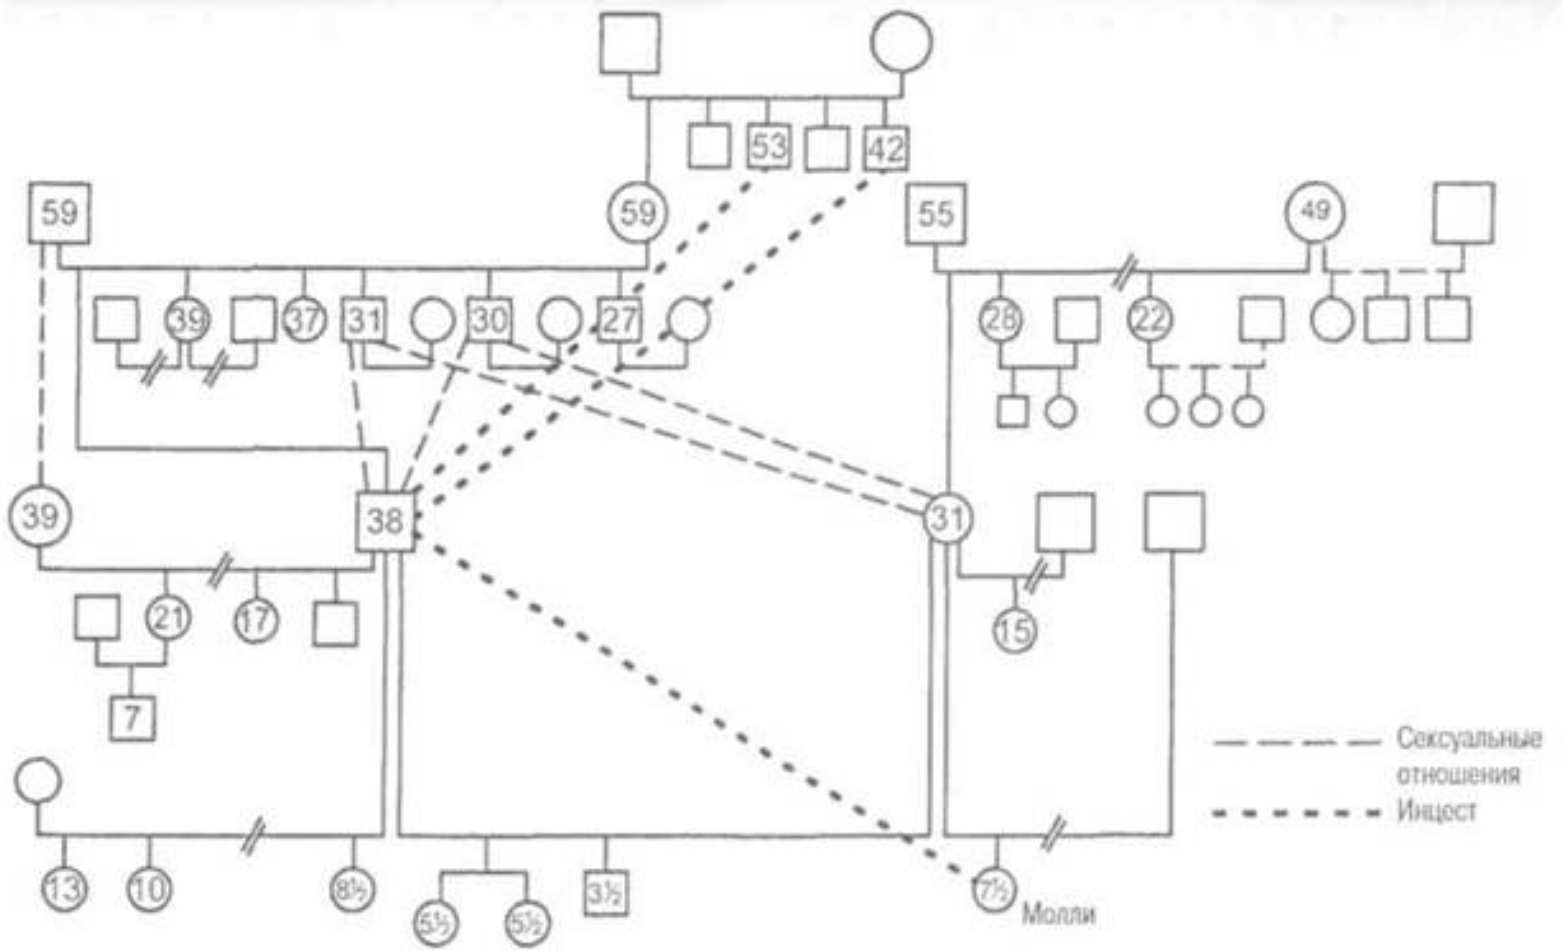 53 42
59 59 55 49
39 37 31 30 27 28 22
39 38 31
21 17 15
7
Сексуальные
отношения
Инцест
13 10 8½ 5½ 5½ 3½ 7½
Молли